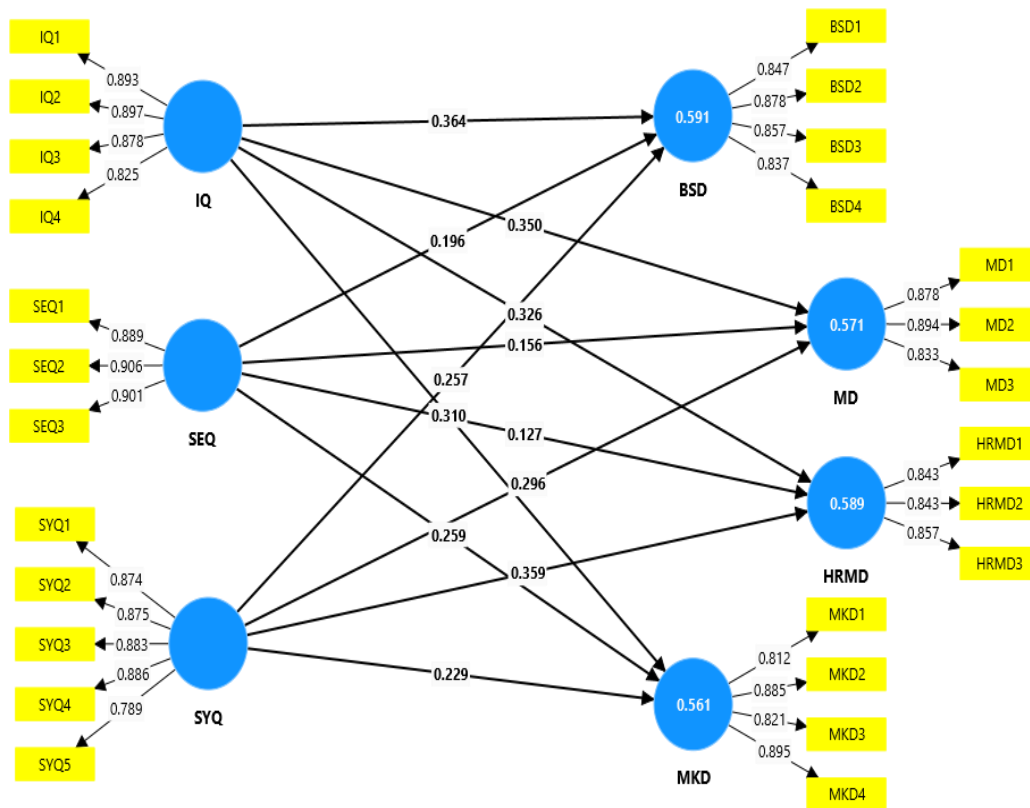 IQ1
IQ2
IQ3
IQ4
0.893
0.897
0.878
0.825
IQ
SEQ1
SEQ2
SEQ3
0.889
0.906
0.901
SEQ
SYQ1
SYQ2
SYQ3
SYQ4
SYQ5
0.874
0.875
0.883
0.886
0.789
SYQ
0.364
0.196
0.350
0.326
0.156
0.257
0.310
0.127
0.296
0.259
0.359
0.229
0.591
BSD
0.847
0.878
0.857
0.837
BSD1
BSD2
BSD3
BSD4
0.571
MD
0.878
0.894
0.833
MD1
MD2
MD3
0.589
HRMD
0.843
0.843
0.857
HRMD1
HRMD2
HRMD3
0.561
MKD
0.812
0.885
0.821
0.895
MKD1
MKD2
MKD3
MKD4